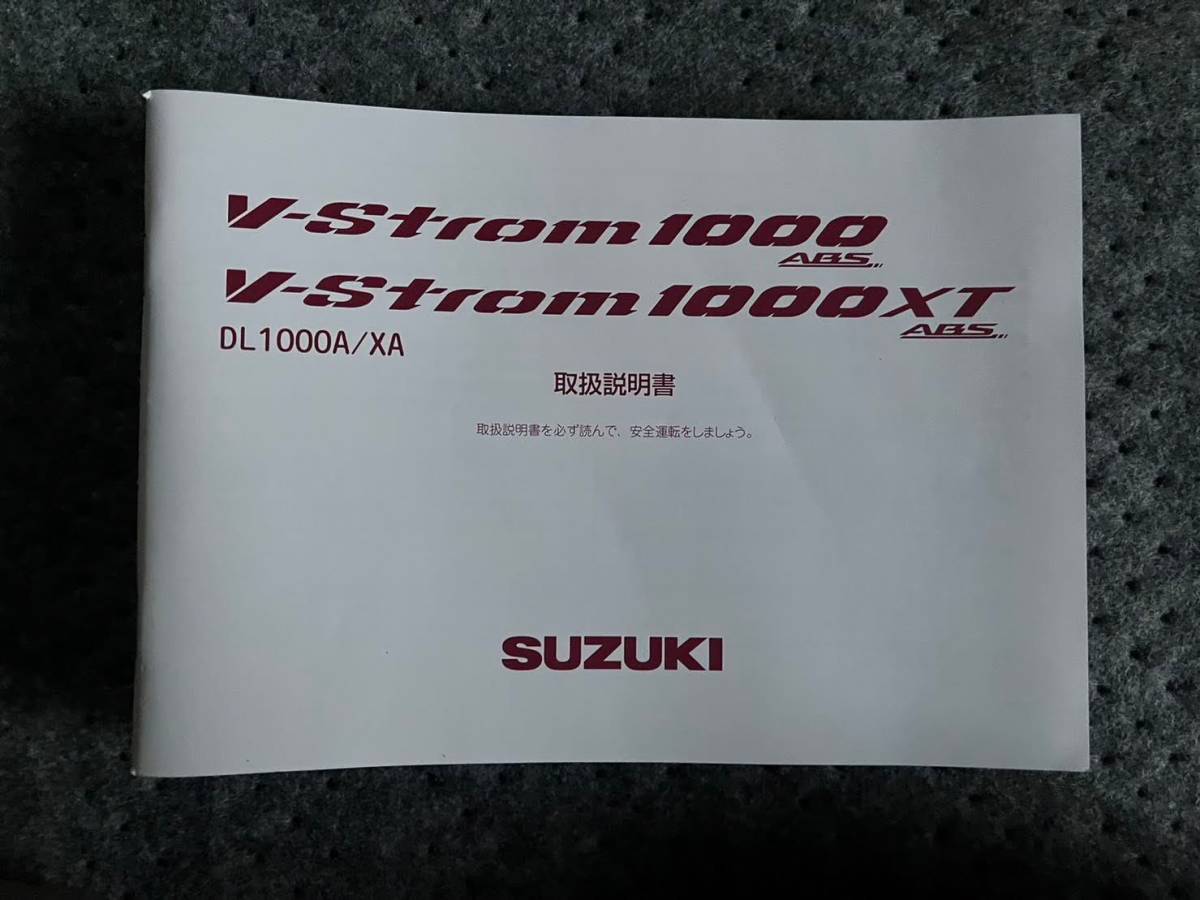 V-Strom1000
ABS
V-Strom1000XT
ABS
DL1000A/XA
取扱説明書
取扱説明書を必ず読んで、安全運転をしましょう。
SUZUKI